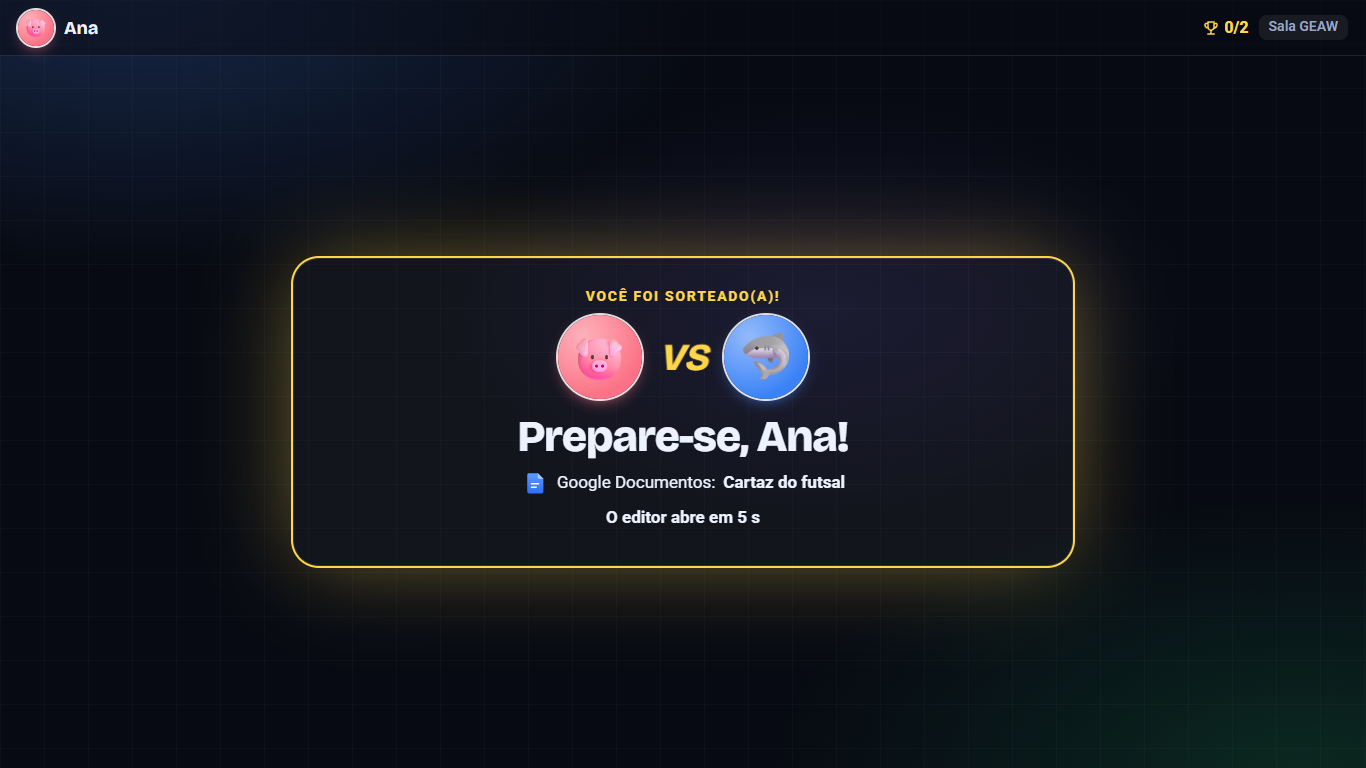 Ana
0/2
Sala GEAW
VOCÊ FOI SORTEADO(A)!
VS
Prepare-se, Ana!
Google Documentos: Cartaz do futsal
O editor abre em 5 s